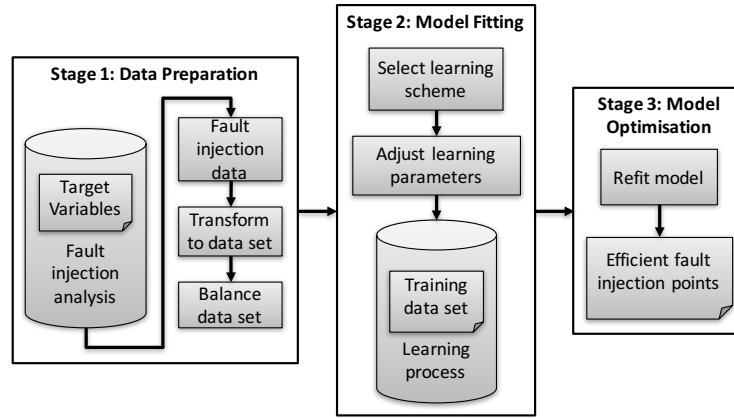 Stage 1: Data Preparation
Target
Variables
Fault
injection
analysis
Fault
injection
data
Transform
to data set
Balance
data set
Stage 2: Model Fitting
Select learning
scheme
Adjust learning
parameters
Training
data set
Learning
process
Stage 3: Model
Optimisation
Refit model
Efficient fault
injection points